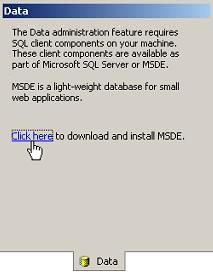 Data
The Data administration feature requires
SQL client components on your machine.
These client components are available as
part of Microsoft SQL Server or MSDE.
MSDE is a light-weight database for small
web applications.
Click here to download and install MSDE.
Data